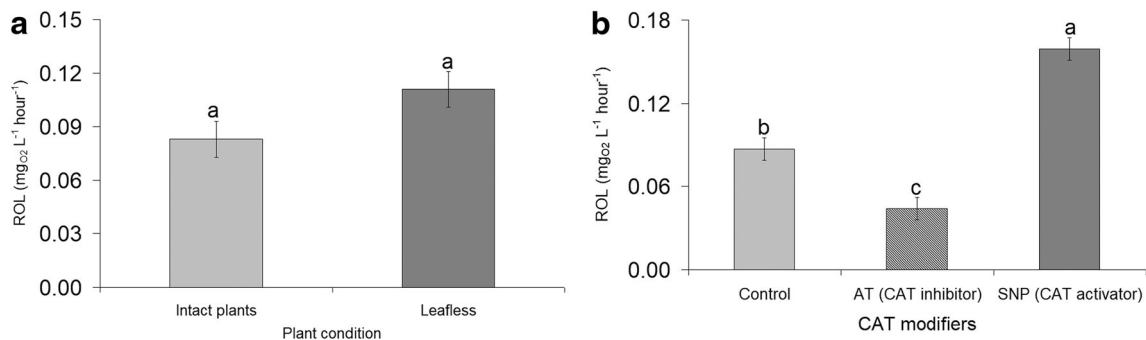 a
0.15
0.12
0.09
0.06
0.03
0.00
ROL (mgO2 L-1 hour-1)
a
a
Intact plants
Leafless
Plant condition
b
0.18
0.12
0.06
0.00
ROL (mgO2 L-1 hour-1)
b
c
a
Control
AT (CAT inhibitor)
SNP (CAT activator)
CAT modifiers